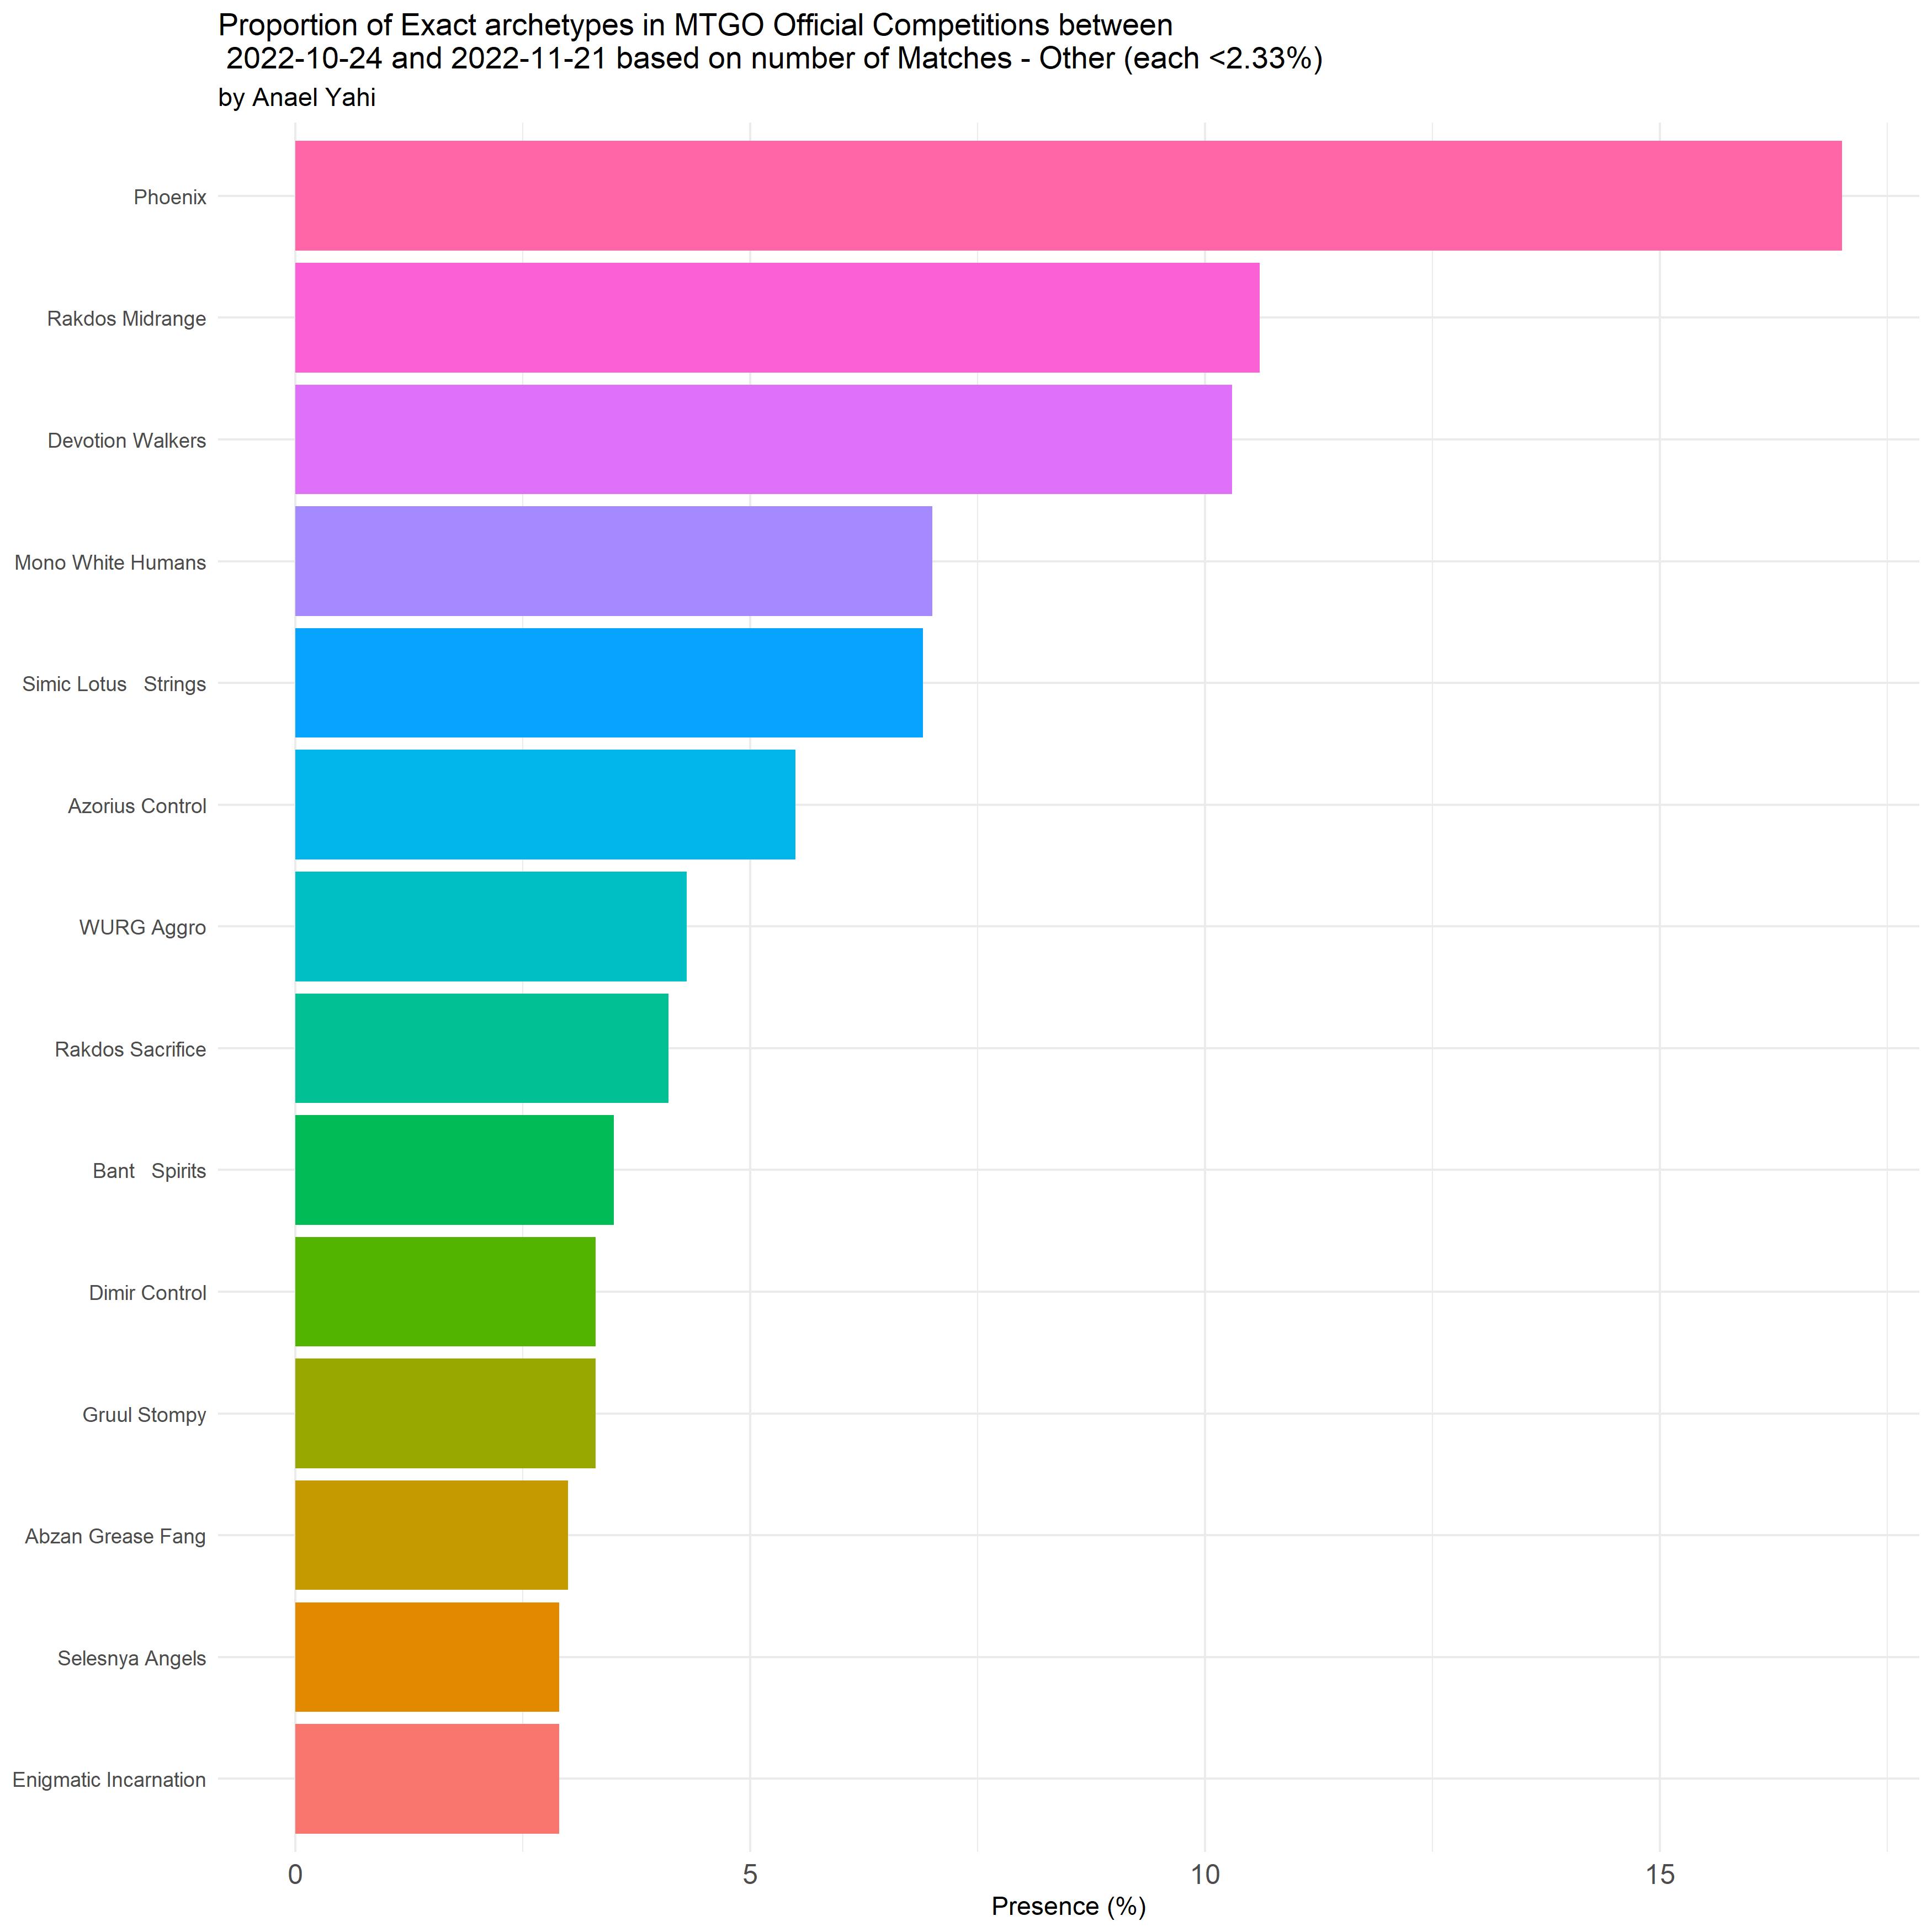 Proportion of Exact archetypes in MTGO Official Competitions between
2022-10-24 and 2022-11-21 based on number of Matches - Other (each <2.33%)
by Anael Yahi
Phoenix
Rakdos Midrange
Devotion Walkers
Mono White Humans
Simic Lotus   Strings
Azorius Control
WURG Aggro
Rakdos Sacrifice
Bant   Spirits
Dimir Control
Gruul Stompy
Abzan Grease Fang
Selesnya Angels
Enigmatic Incarnation
0 5 10 15
Presence (%)